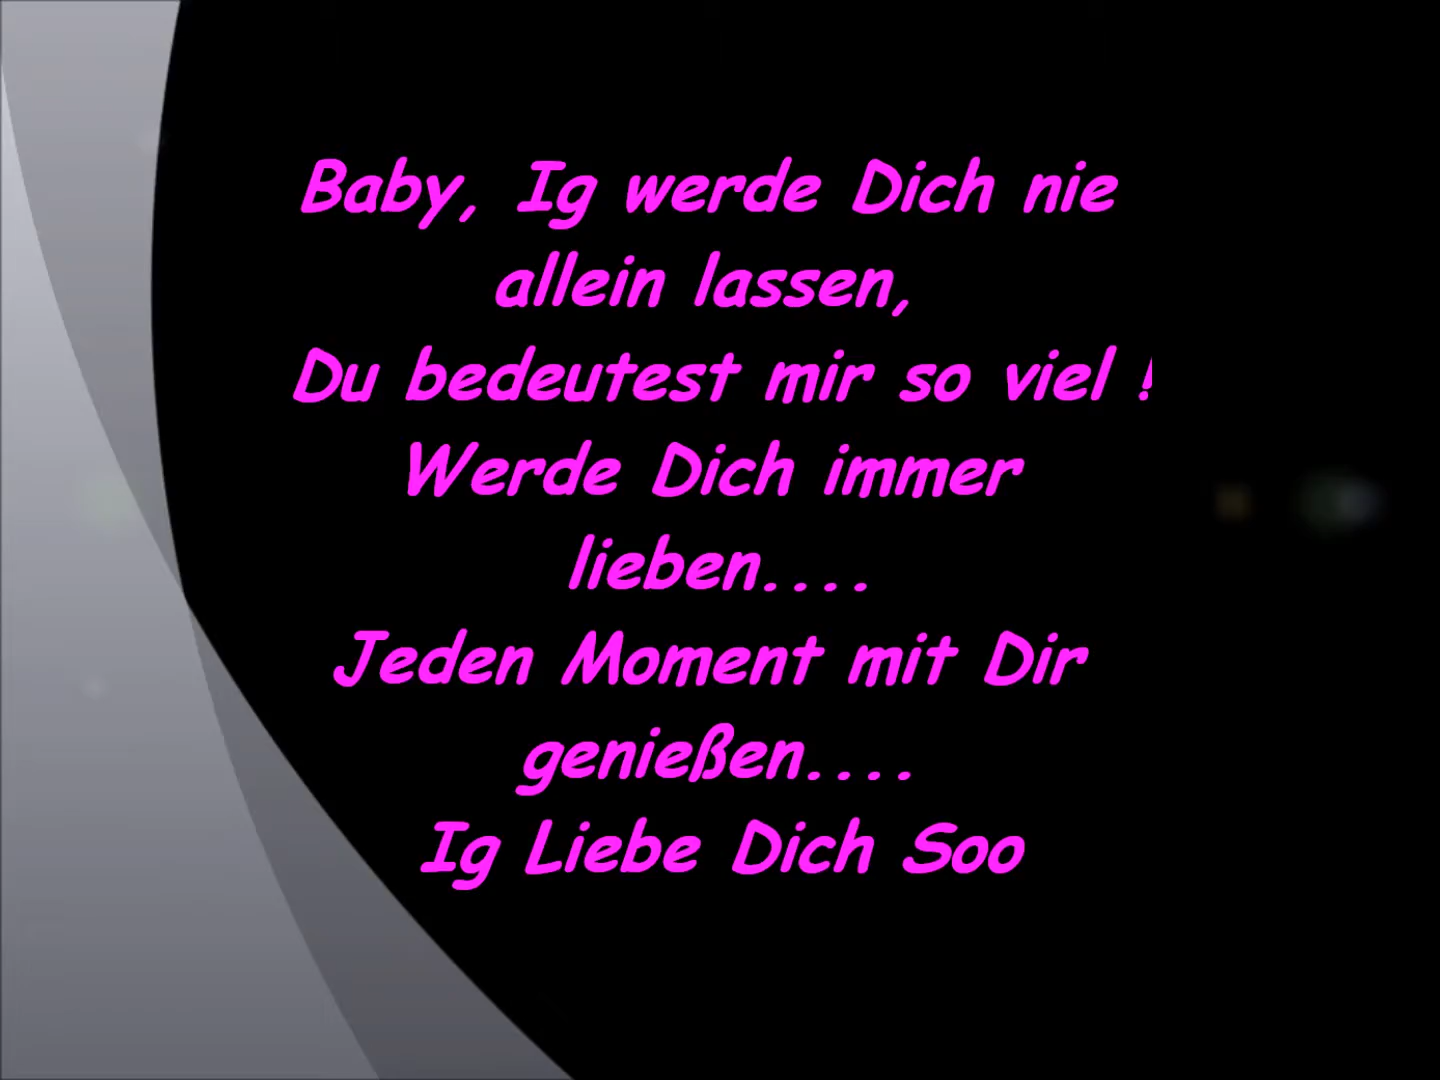 Baby, Ig werde Dich nie
allein lassen,
Du bedeutest mir so viel !
Werde Dich immer
lieben....
Jeden Moment mit Dir
genießen....
Ig Liebe Dich Soo